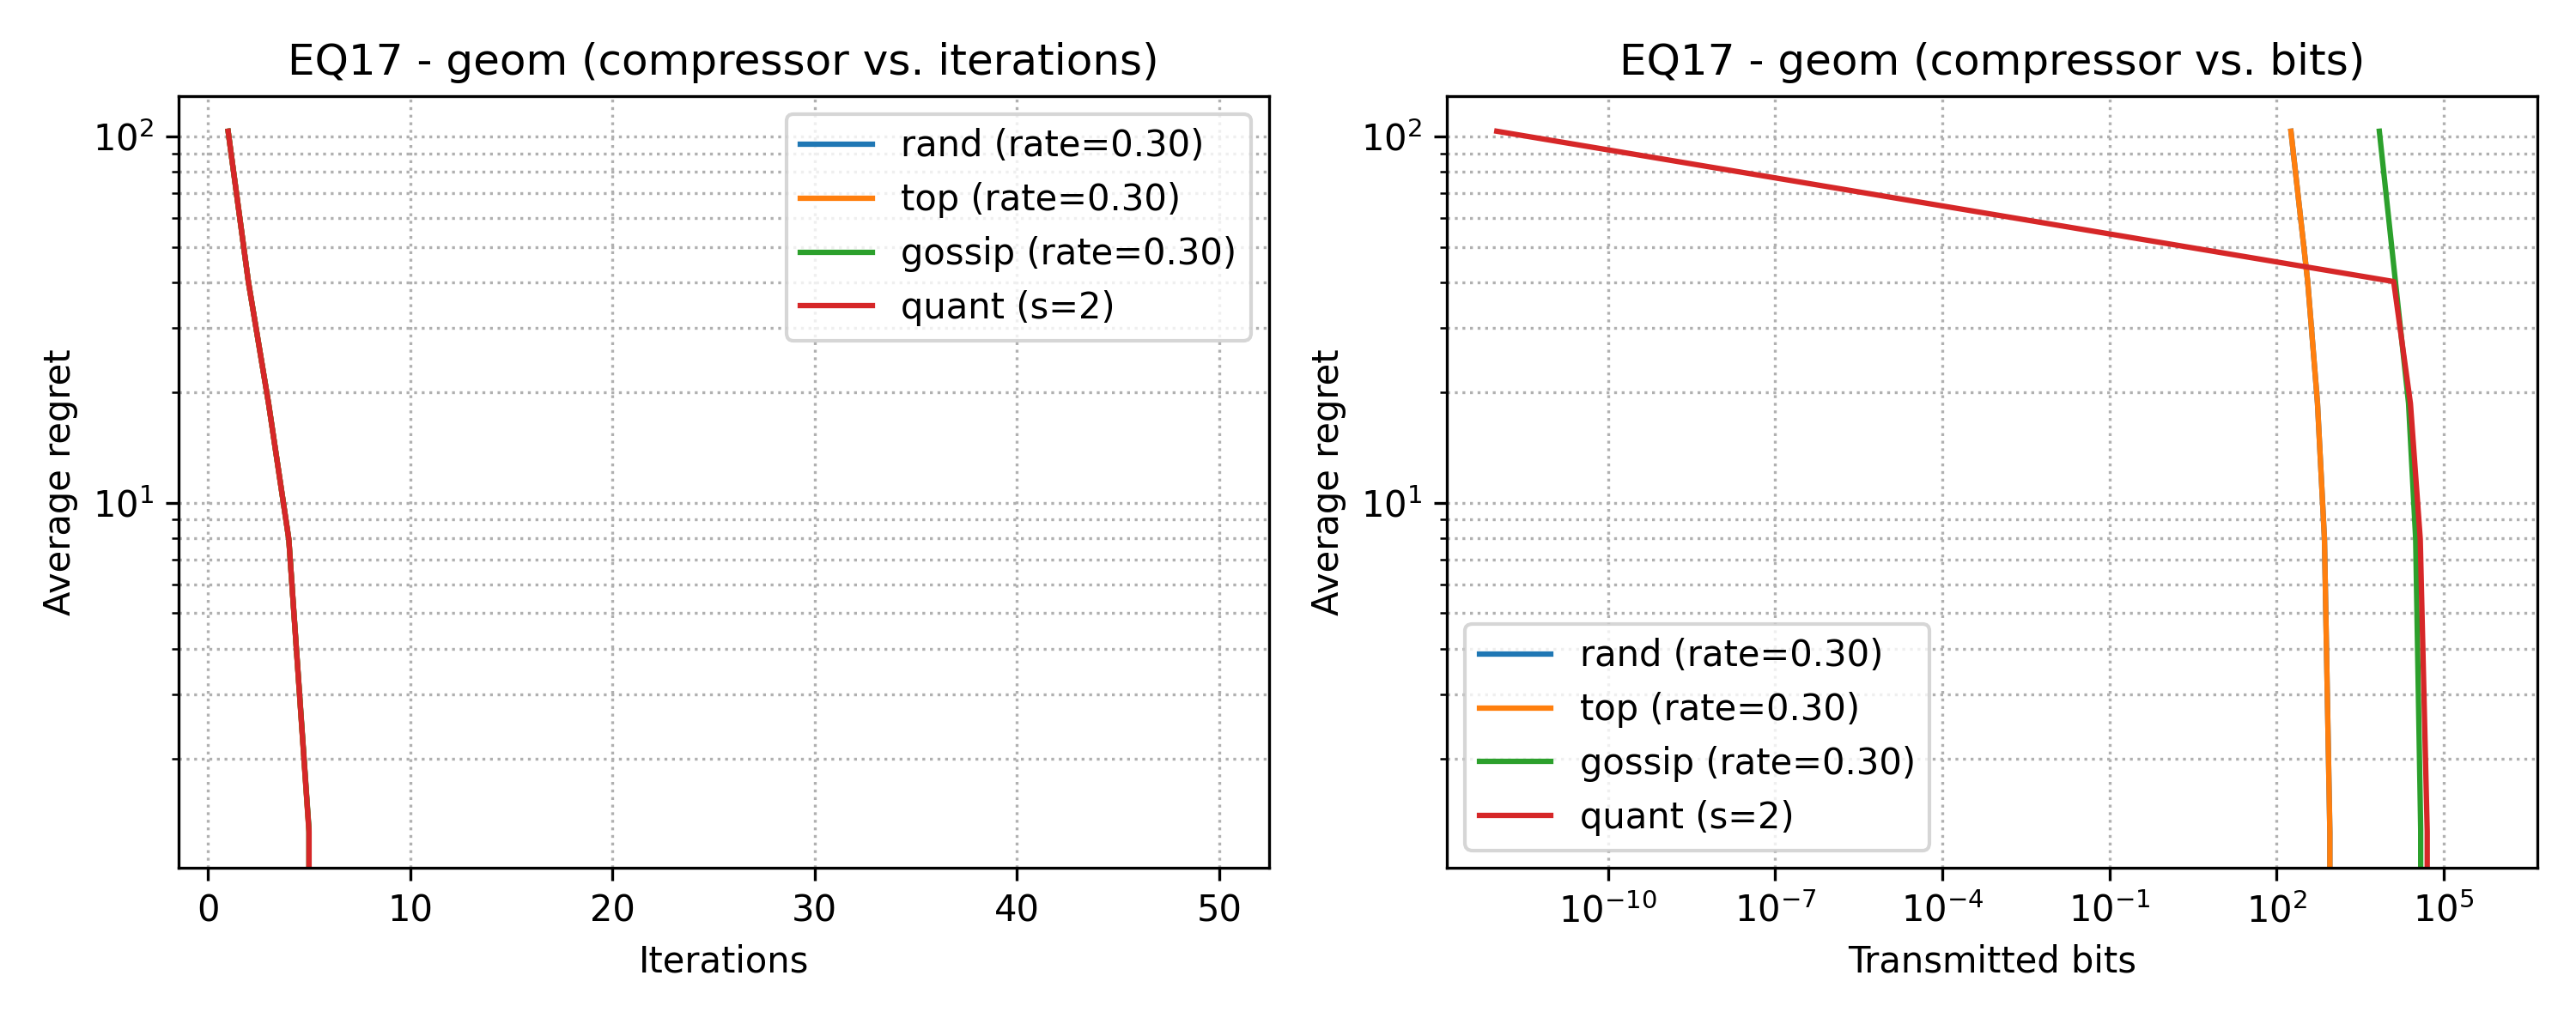 EQ17 - geom (compressor vs. iterations)
Average regret
10²
10¹
rand (rate=0.30)
top (rate=0.30)
gossip (rate=0.30)
quant (s=2)
0 10 20 30 40 50
Iterations
EQ17 - geom (compressor vs. bits)
Average regret
10²
10¹
rand (rate=0.30)
top (rate=0.30)
gossip (rate=0.30)
quant (s=2)
10⁻¹⁰ 10⁻⁷ 10⁻⁴ 10⁻¹ 10² 10⁵
Transmitted bits